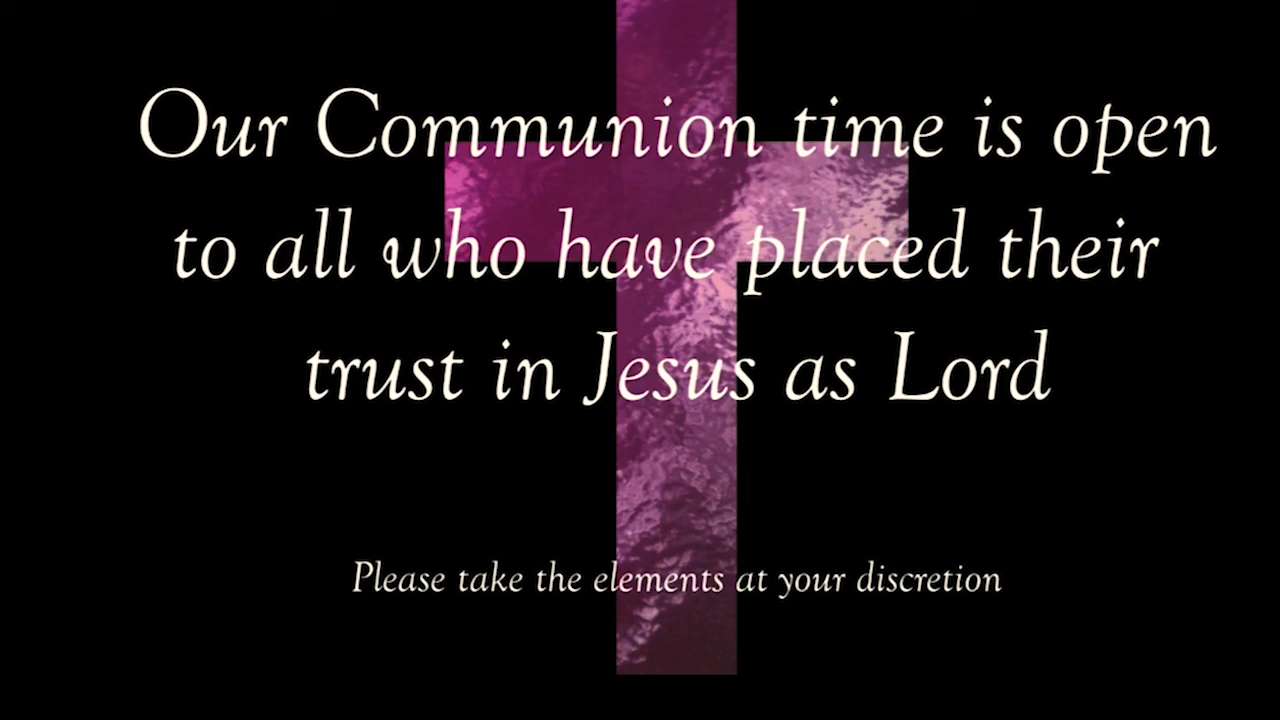 Our Communion time is open
to all who have placed their
trust in Jesus as Lord
Please take the elements at your discretion